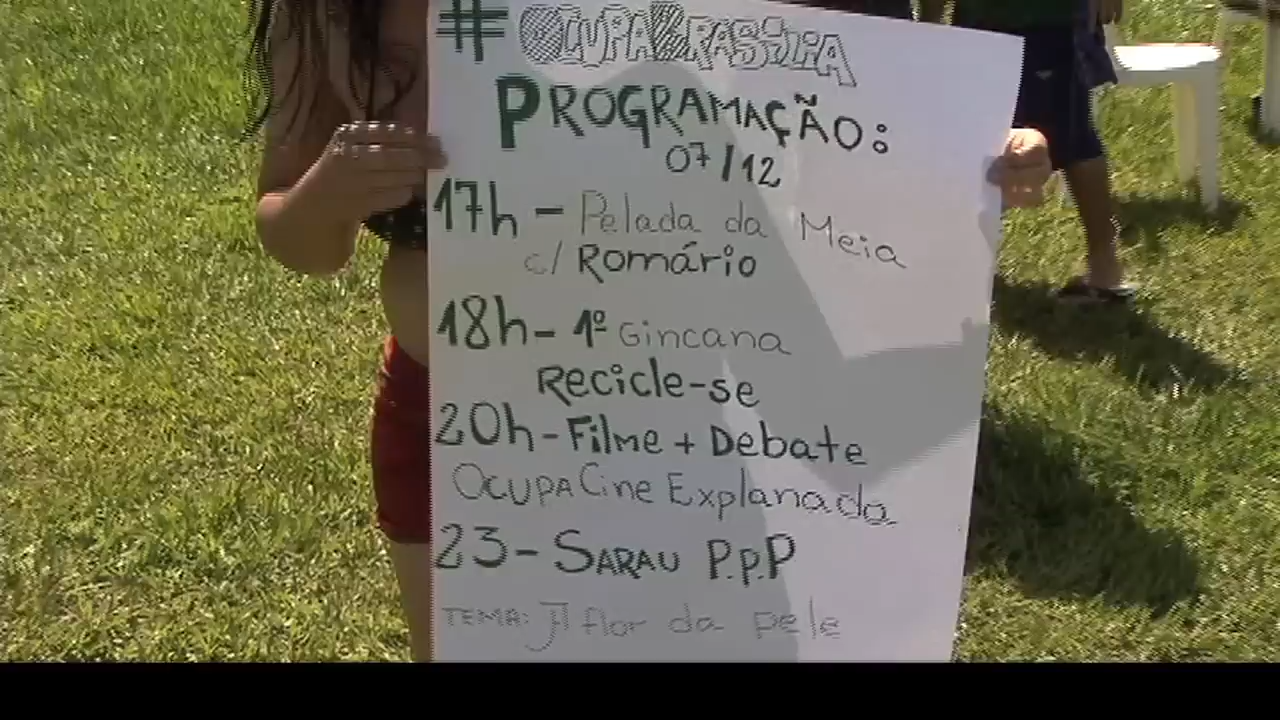 #OCUPABRASÍLIA
PROGRAMAÇÃO:
07/12
17h - Pelada da Meia
c/ Romário
18h - 1º Gincana
Recicle-se
20h - Filme + Debate
OCUPACine Explanada
23 - SARAU P.P.P
TEMA: À flor da pele